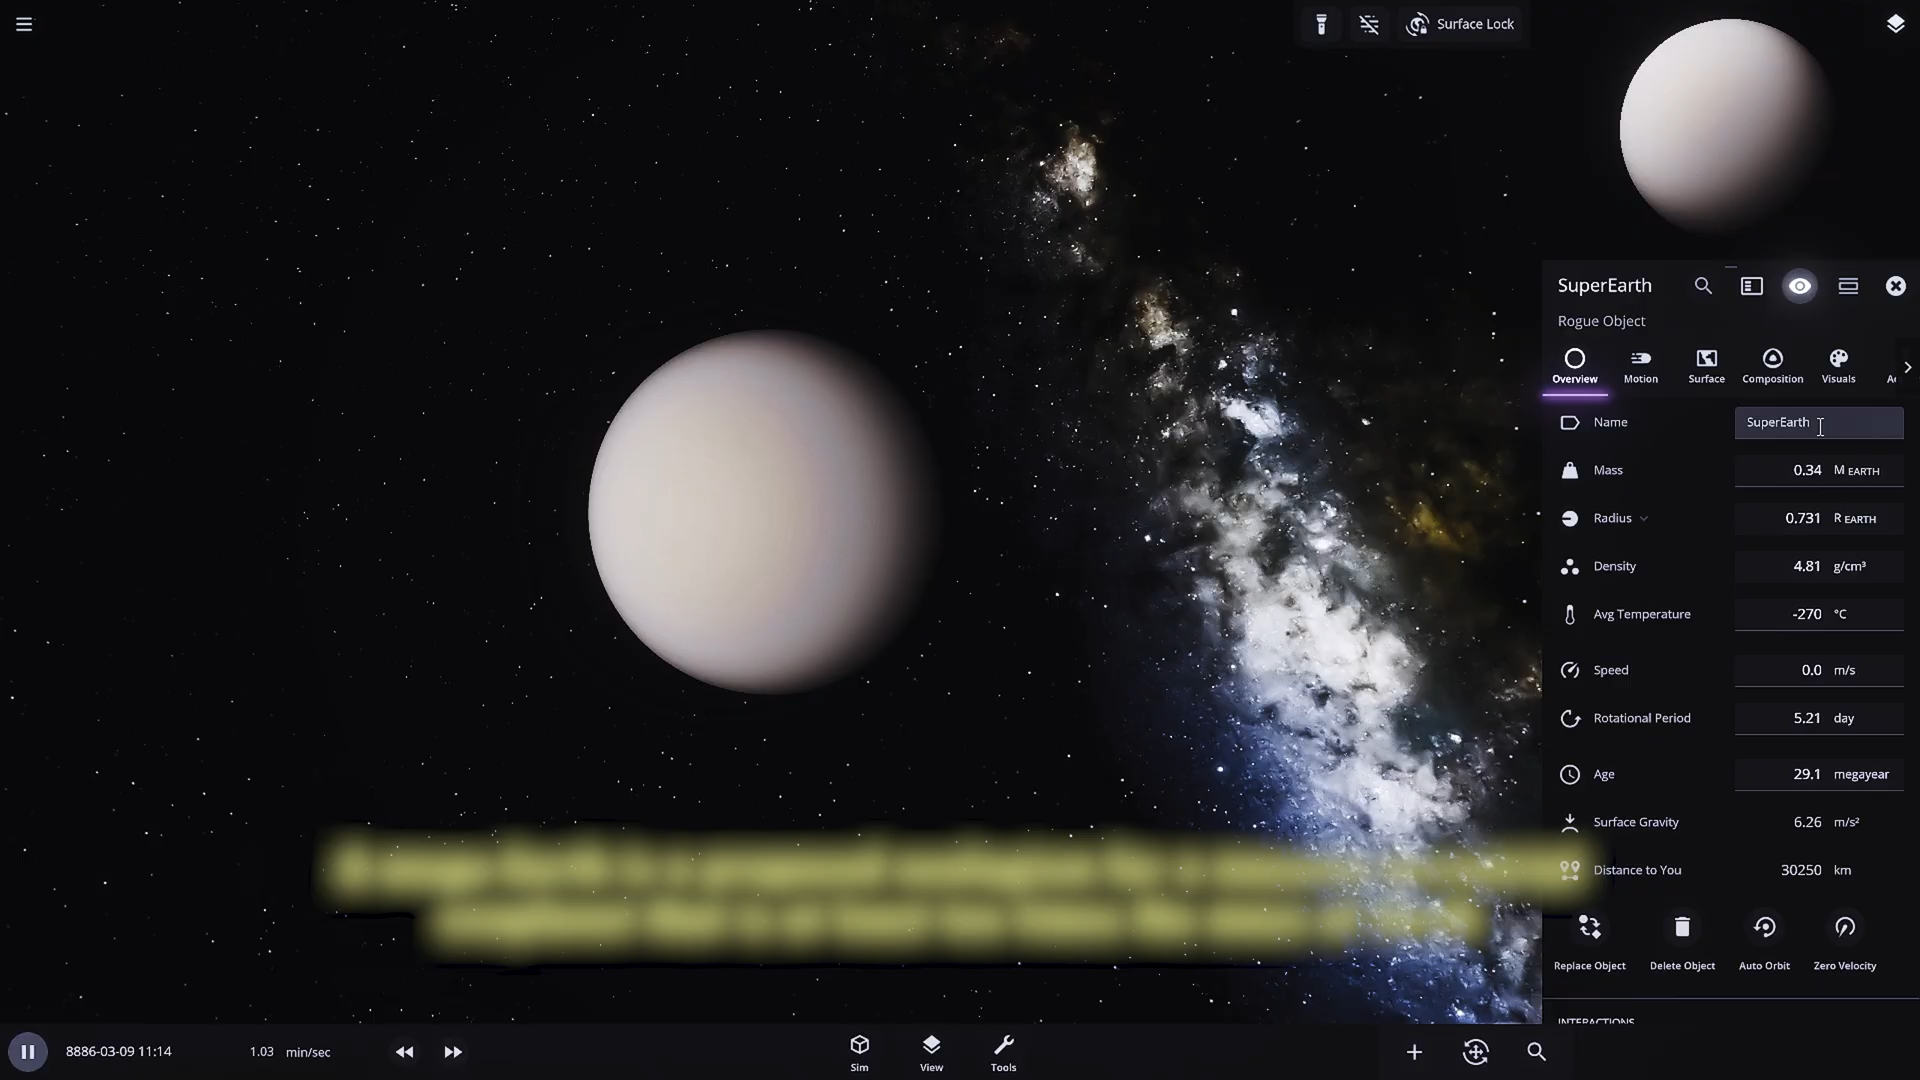 Surface Lock
SuperEarth
Rogue Object
Overview
Motion
Surface
Composition
Visuals
Name
SuperEarth
Mass
0.34 M EARTH
Radius
0.731 R EARTH
Density
4.81 g/cm³
Avg Temperature
-270 °C
Speed
0.0 m/s
Rotational Period
5.21 day
Age
29.1 megayear
Surface Gravity
6.26 m/s²
Distance to You
30250 km
Replace Object
Delete Object
Auto Orbit
Zero Velocity
INTERACTIONS
8886-03-09 11:14
1.03 min/sec
Sim
View
Tools